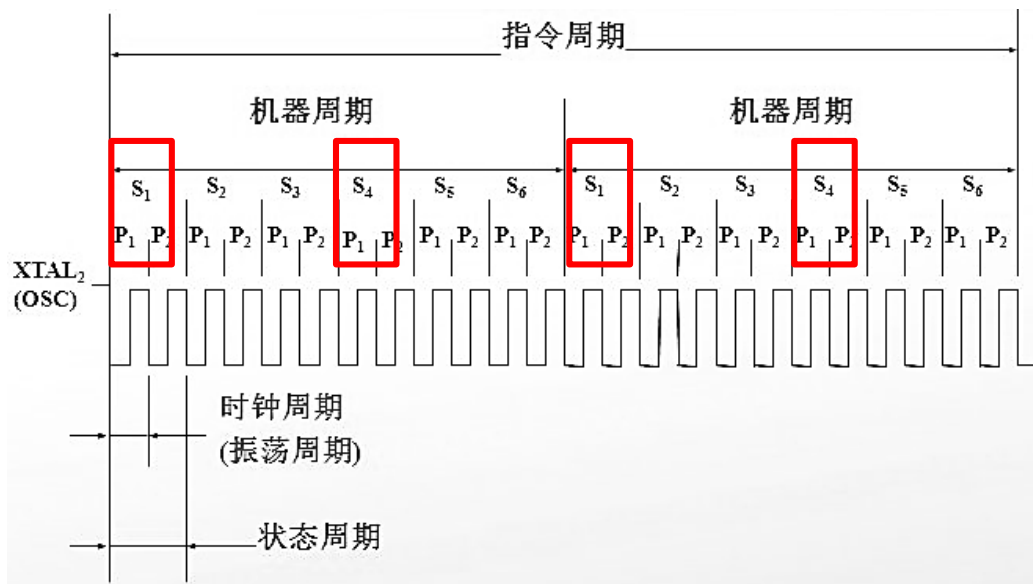 指令周期
机器周期 机器周期
S₁ S₂ S₃ S₄ S₅ S₆ S₁ S₂ S₃ S₄ S₅ S₆
P₁ P₂ P₁ P₂ P₁ P₂ P₁ P₂ P₁ P₂ P₁ P₂ P₁ P₂ P₁ P₂ P₁ P₂ P₁ P₂ P₁ P₂ P₁ P₂
XTAL₂
(OSC)
时钟周期
(振荡周期)
状态周期